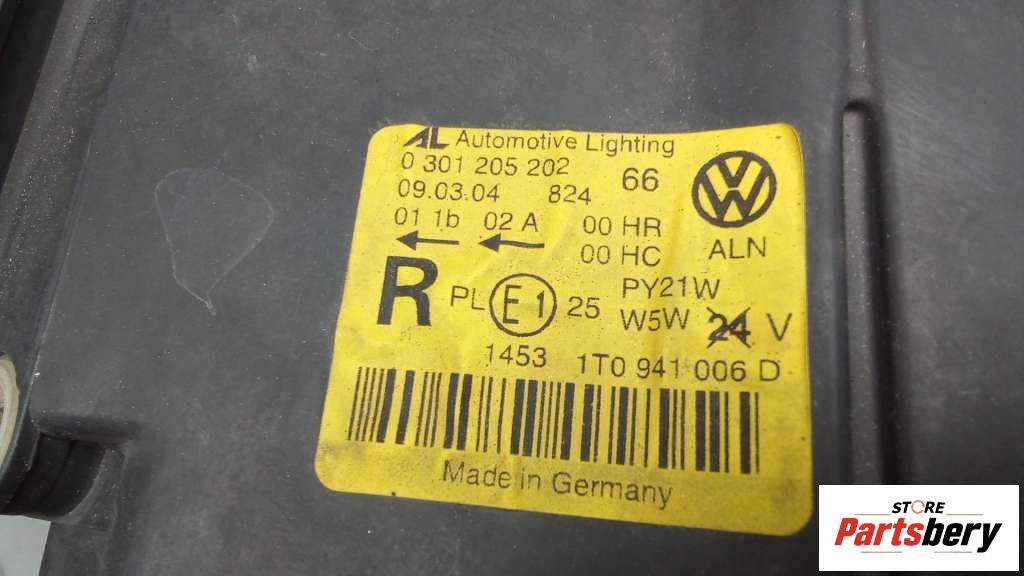 AL Automotive Lighting
0 301 205 202 66
09.03.04 824
01 1b 02 A 00 HR
00 HC
ALN
R PL E1 25
PY21W
W5W 24 V
1453 1T0 941 006 D
Made in Germany
STORE
Partsbery